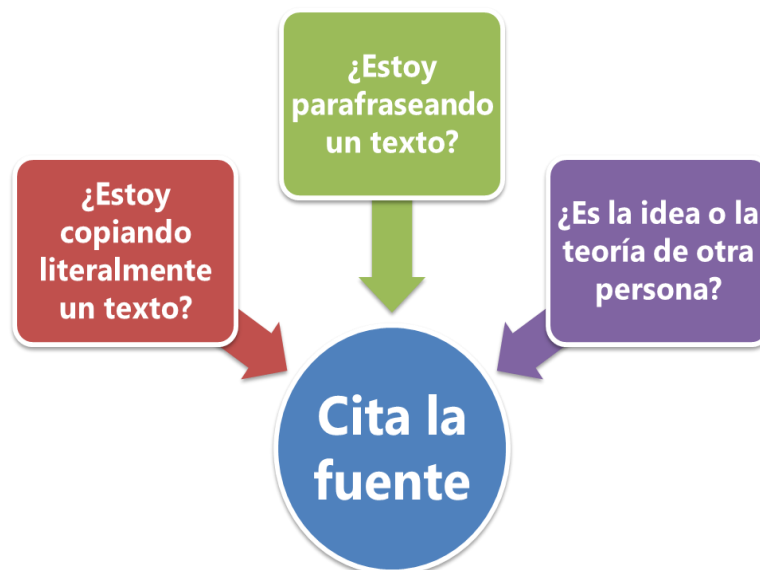 ¿Estoy
parafraseando
un texto?
¿Estoy
copiando
literalmente
un texto?
¿Es la idea o la
teoría de otra
persona?
Cita la
fuente